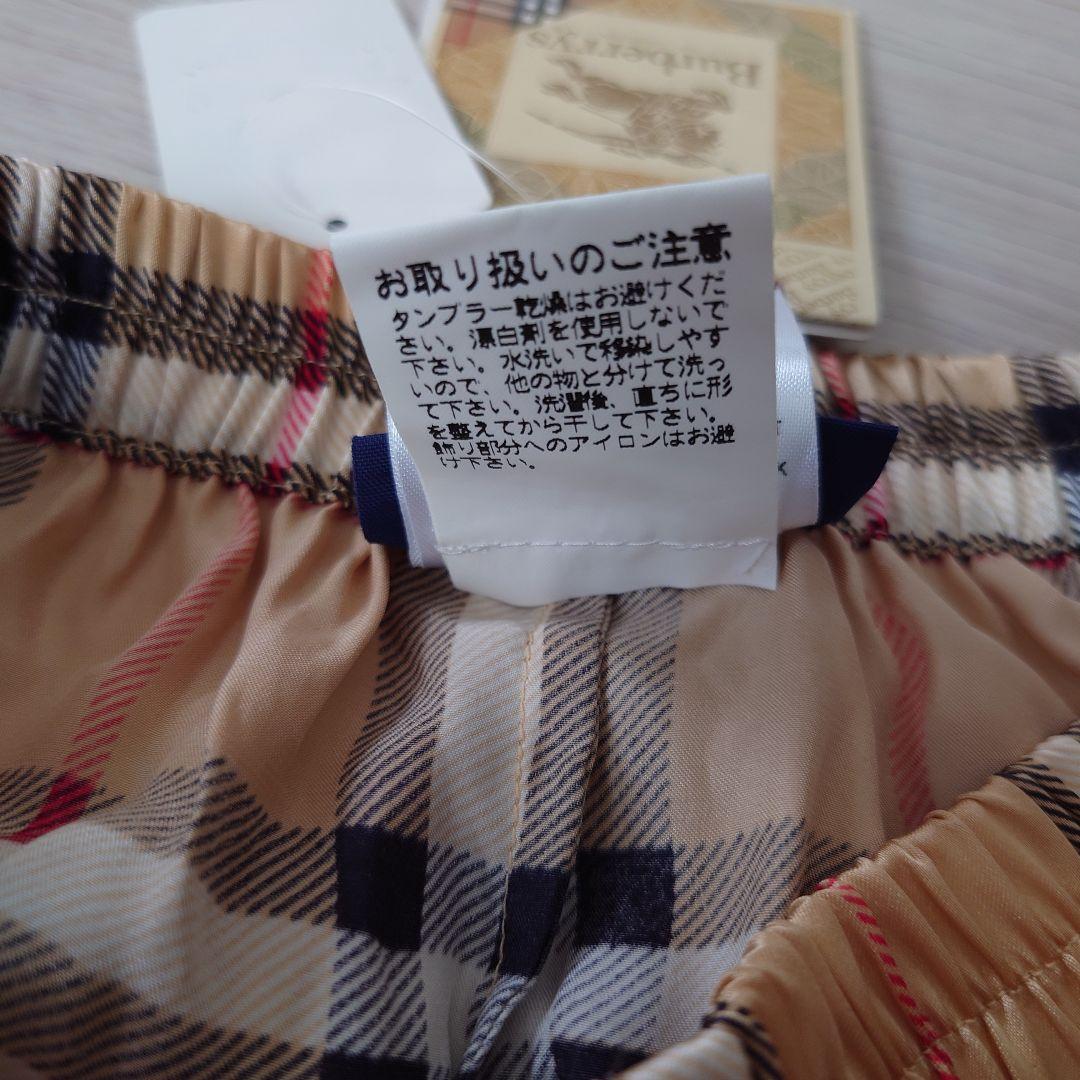 Burberrys
お取り扱いのご注意
タンブラー乾燥はお避けくだ
さい。漂白剤を使用しないで
下さい。水洗いで移染しやす
いので、他の物と分けて洗っ
て下さい。洗濯後、直ちに形
を整えてから干して下さい。
飾り部分へのアイロンはお避
け下さい。